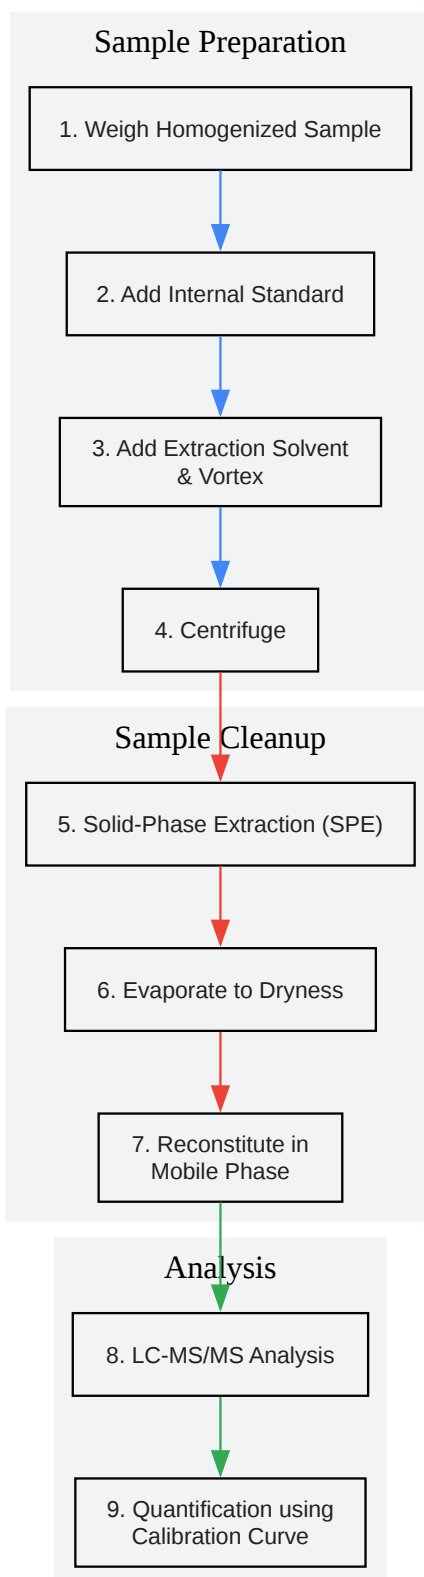 Sample Preparation
1. Weigh Homogenized Sample
2. Add Internal Standard
3. Add Extraction Solvent
& Vortex
4. Centrifuge
Sample Cleanup
5. Solid-Phase Extraction (SPE)
6. Evaporate to Dryness
7. Reconstitute in
Mobile Phase
Analysis
8. LC-MS/MS Analysis
9. Quantification using
Calibration Curve